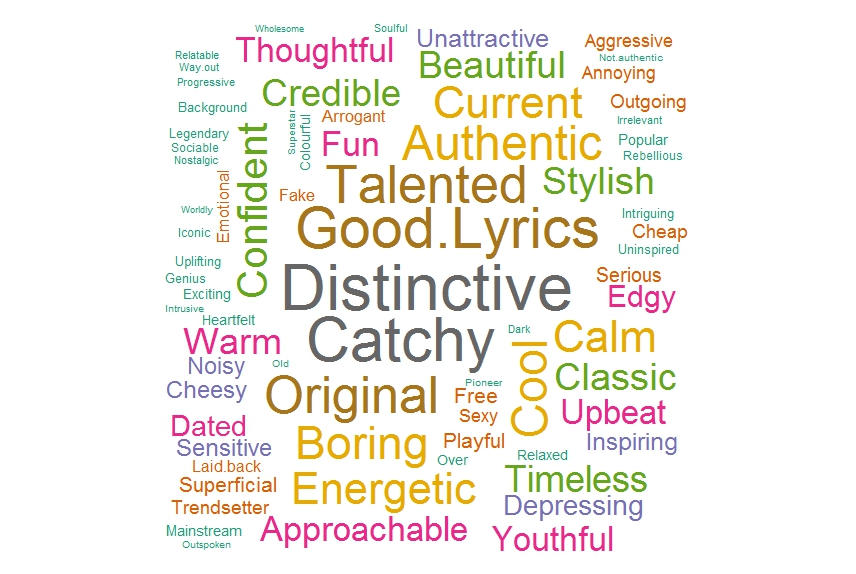 Wholesome
Soulful
Thoughtful
Unattractive
Aggressive
Relatable
Way.out
Beautiful
Not.authentic
Annoying
Progressive
Credible
Current
Outgoing
Background
Superstar
Colourful
Arrogant
Irrelevant
Legendary
Confident
Fun
Authentic
Popular
Sociable
Rebellious
Nostalgic
Emotional
Fake
Talented
Stylish
Worldly
Good.Lyrics
Intriguing
Iconic
Cheap
Uninspired
Uplifting
Distinctive
Serious
Genius
Exciting
Edgy
Intrusive
Heartfelt
Catchy
Dark
Warm
Cool
Calm
Noisy
Old
Classic
Cheesy
Original
Pioneer
Free
Sexy
Upbeat
Dated
Boring
Playful
Inspiring
Sensitive
Over
Relaxed
Laid.back
Superficial
Energetic
Timeless
Trendsetter
Depressing
Mainstream
Approachable
Youthful
Outspoken